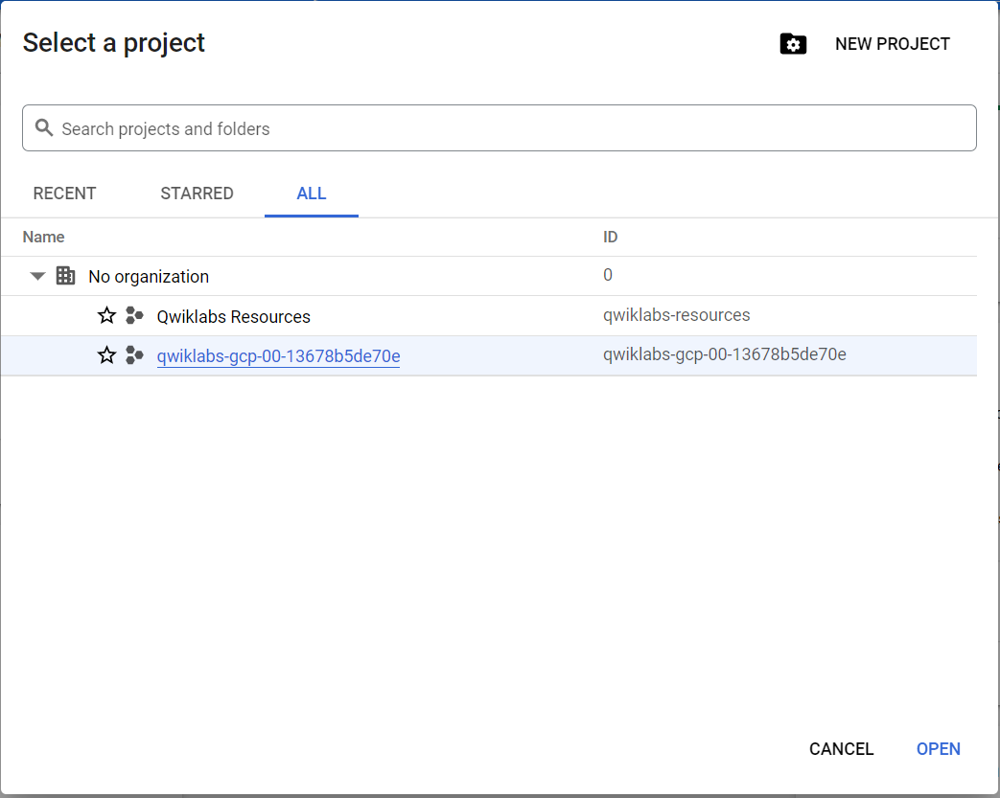 Select a project
NEW PROJECT
Search projects and folders
RECENT STARRED ALL
Name ID
No organization 0
Qwiklabs Resources qwiklabs-resources
qwiklabs-gcp-00-13678b5de70e qwiklabs-gcp-00-13678b5de70e
CANCEL OPEN